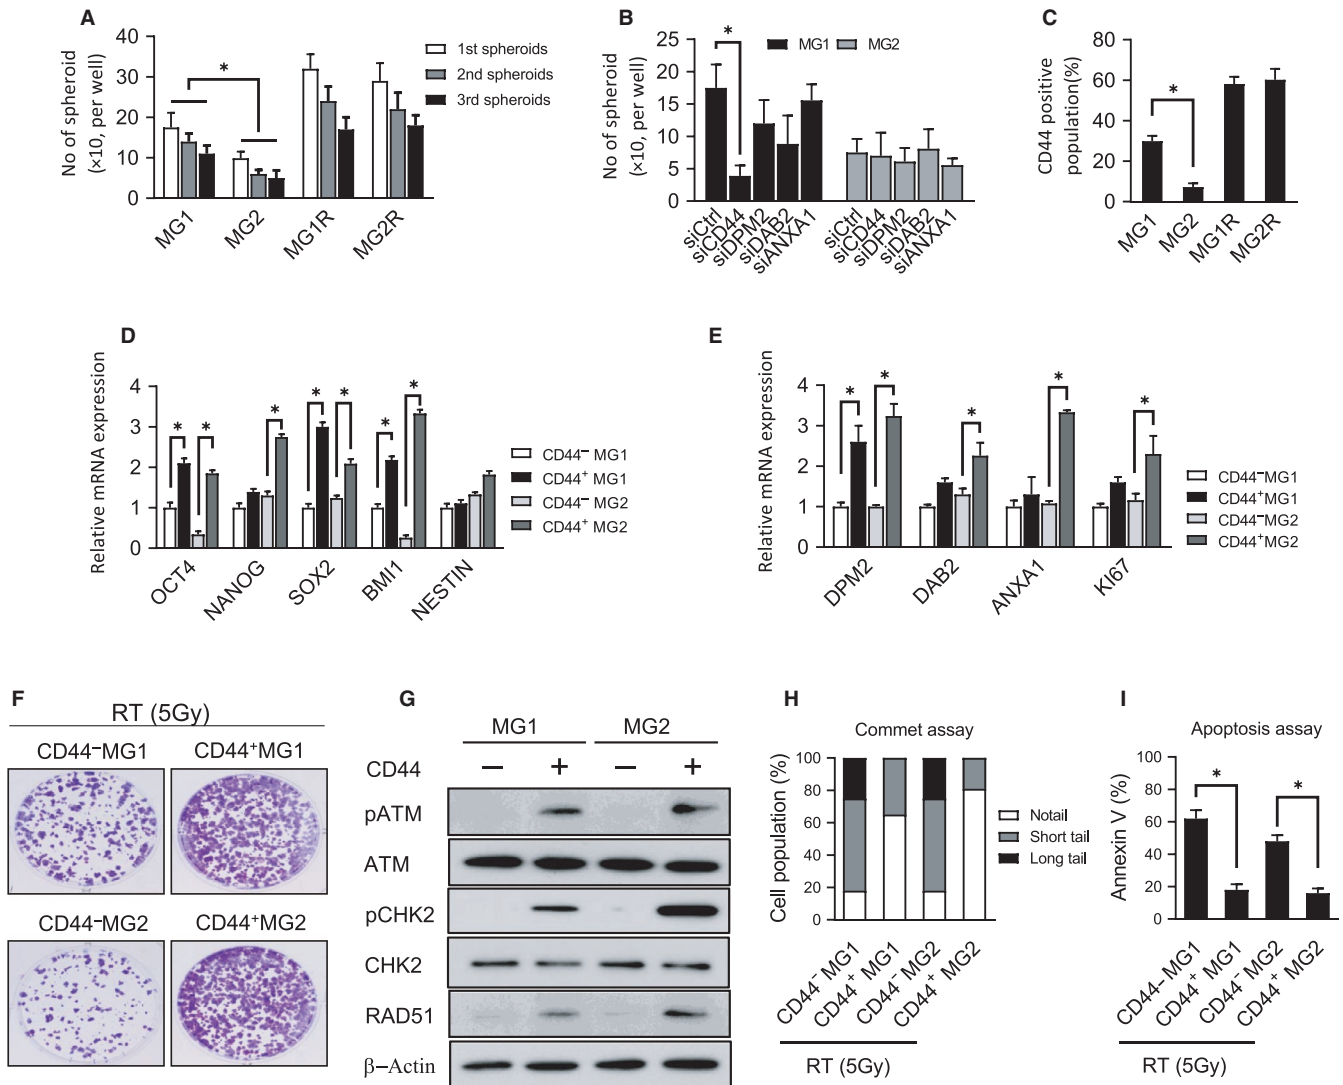 A
No of spheroid
(×10, per well)
40
30
20
10
0
*
1st spheroids
2nd spheroids
3rd spheroids
MG1
MG2
MG1R
MG2R
B
No of spheroid
(×10, per well)
25
20
15
10
5
0
*
MG1
MG2
siCtrl
siCD44
siDPM2
siDAB2
siANXA1
siCtrl
siCD44
siDPM2
siDAB2
siANXA1
C
CD44 positive
population(%)
80
60
40
20
0
*
MG1
MG2
MG1R
MG2R
D
Relative mRNA expression
4
3
2
1
0
* * * * * * *
OCT4
NANOG
SOX2
BMI1
NESTIN
CD44− MG1
CD44+ MG1
CD44− MG2
CD44+ MG2
E
Relative mRNA expression
4
3
2
1
0
* * * * *
DPM2
DAB2
ANXA1
KI67
CD44−MG1
CD44+MG1
CD44−MG2
CD44+MG2
F
RT (5Gy)
CD44−MG1
CD44+MG1
CD44−MG2
CD44+MG2
G
MG1
MG2
CD44
− + − +
pATM
ATM
pCHK2
CHK2
RAD51
β−Actin
H
Commet assay
Cell population (%)
100
80
60
40
20
0
Notail
Short tail
Long tail
CD44− MG1
CD44+ MG1
CD44− MG2
CD44+ MG2
RT (5Gy)
I
Apoptosis assay
Annexin V (%)
100
80
60
40
20
0
* *
CD44− MG1
CD44+ MG1
CD44− MG2
CD44+ MG2
RT (5Gy)